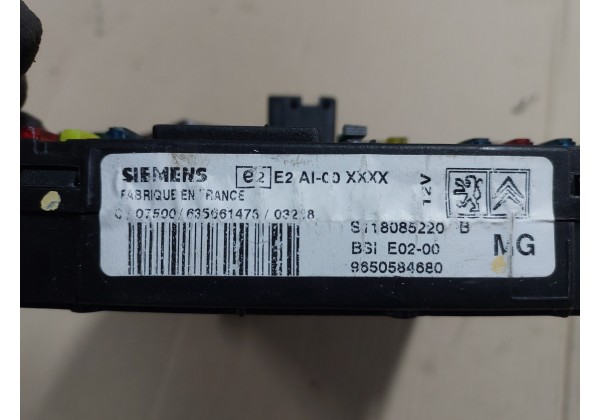 SIEMENS e2 E2 AI-00 XXXX
FABRIQUE EN FRANCE
12V
S118085220 B
BSI E02-00
9650584680
MG